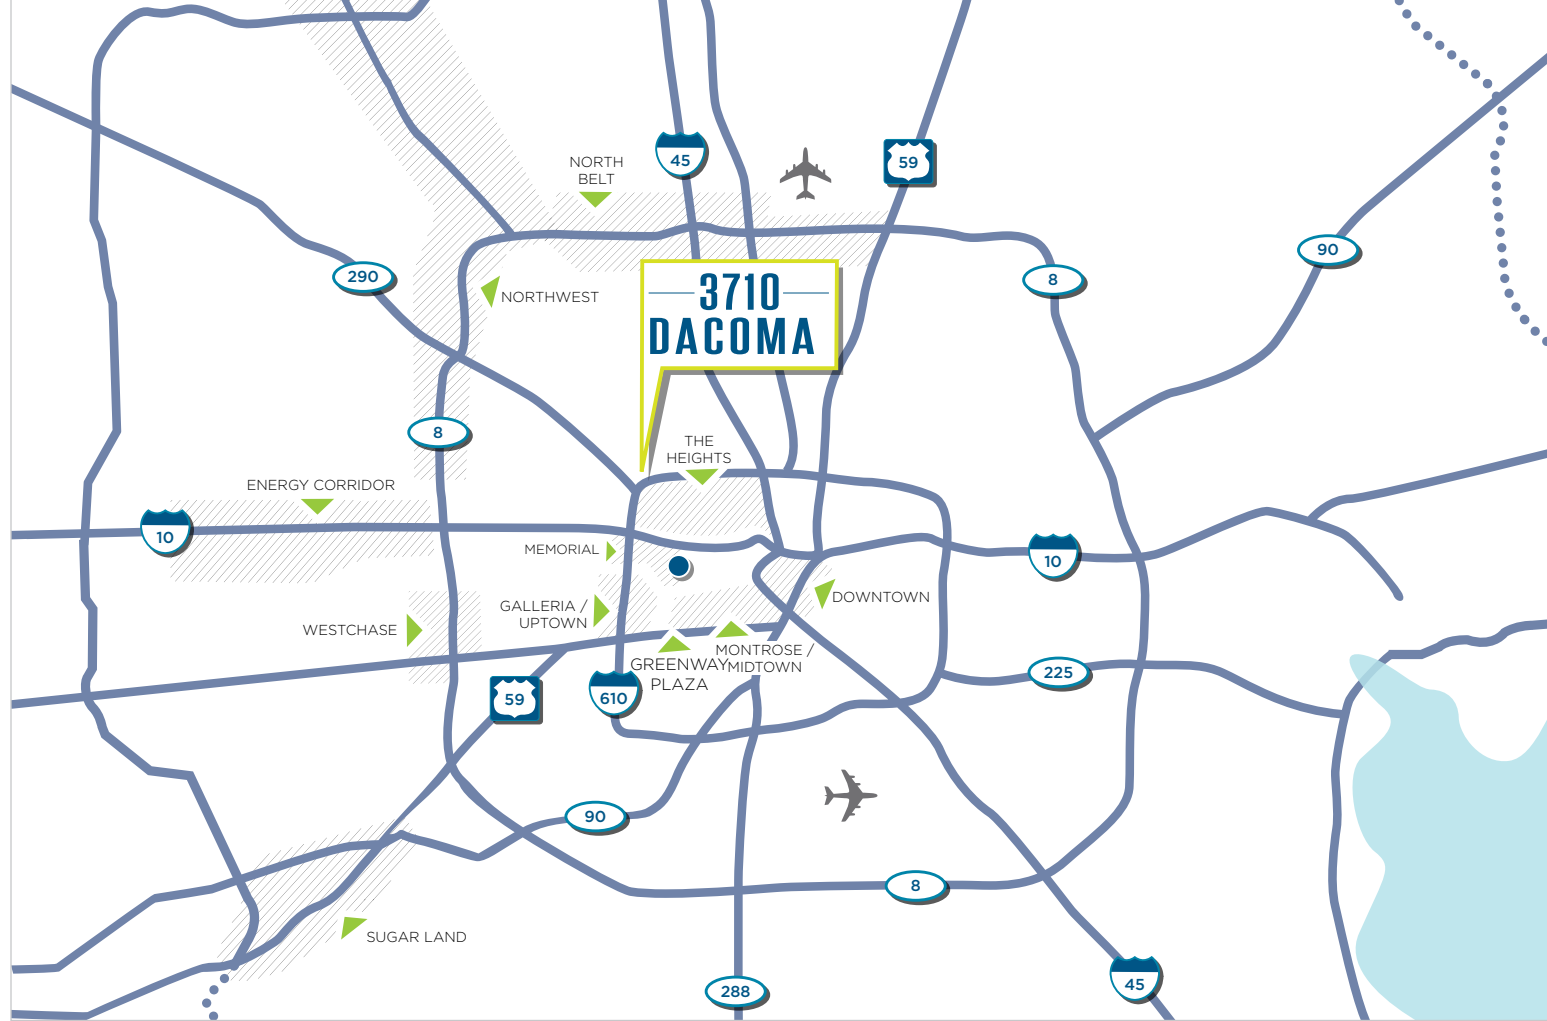 45
59
NORTH
BELT
90
290
8
NORTHWEST
3710
DACOMA
8
THE
HEIGHTS
ENERGY CORRIDOR
10
MEMORIAL
10
DOWNTOWN
GALLERIA /
UPTOWN
WESTCHASE
MONTROSE /
MIDTOWN
GREENWAY
PLAZA
225
59
610
90
8
SUGAR LAND
288
45